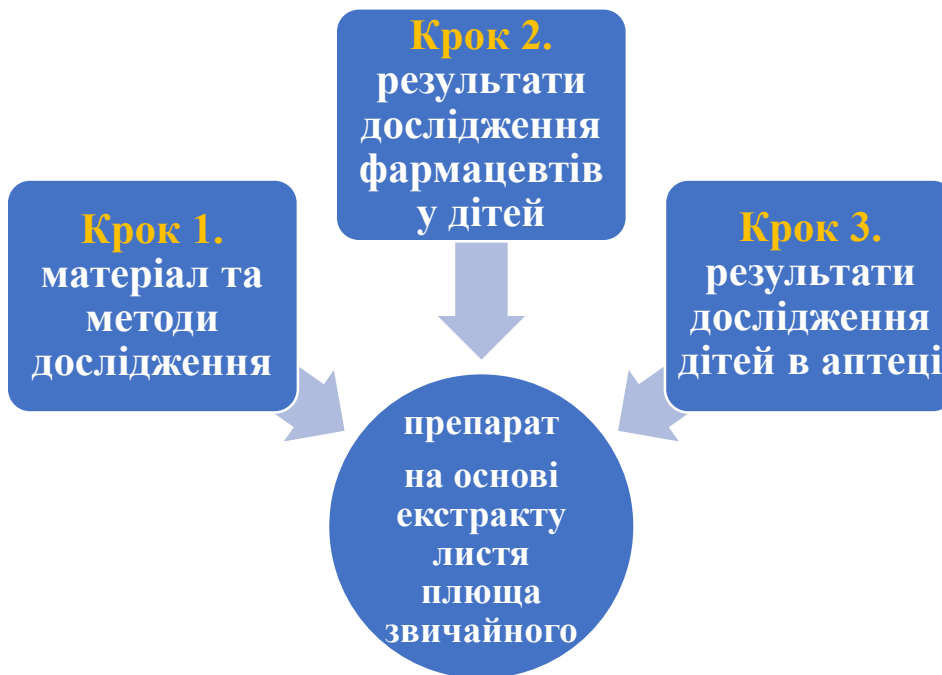 Крок 1.
матеріал та
методи
дослідження
Крок 2.
результати
дослідження
фармацевтів
у дітей
Крок 3.
результати
дослідження
дітей в аптеці
препарат
на основі
екстракту
листя
плюща
звичайного